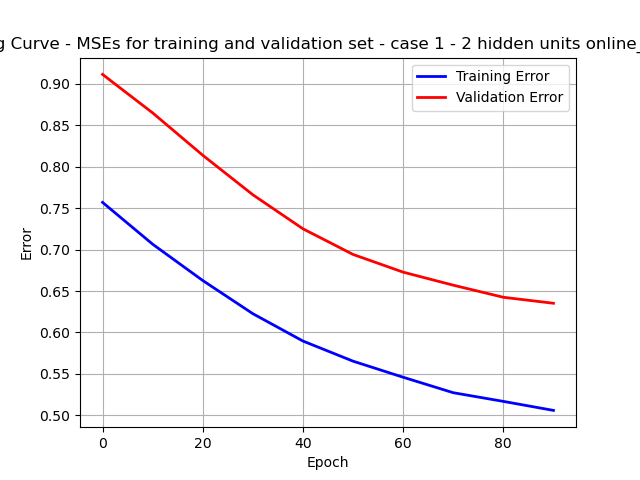 g Curve - MSEs for training and validation set - case 1 - 2 hidden units online_
Training Error
Validation Error
0.90
0.85
0.80
0.75
0.70
0.65
0.60
0.55
0.50
Error
0 20 40 60 80
Epoch